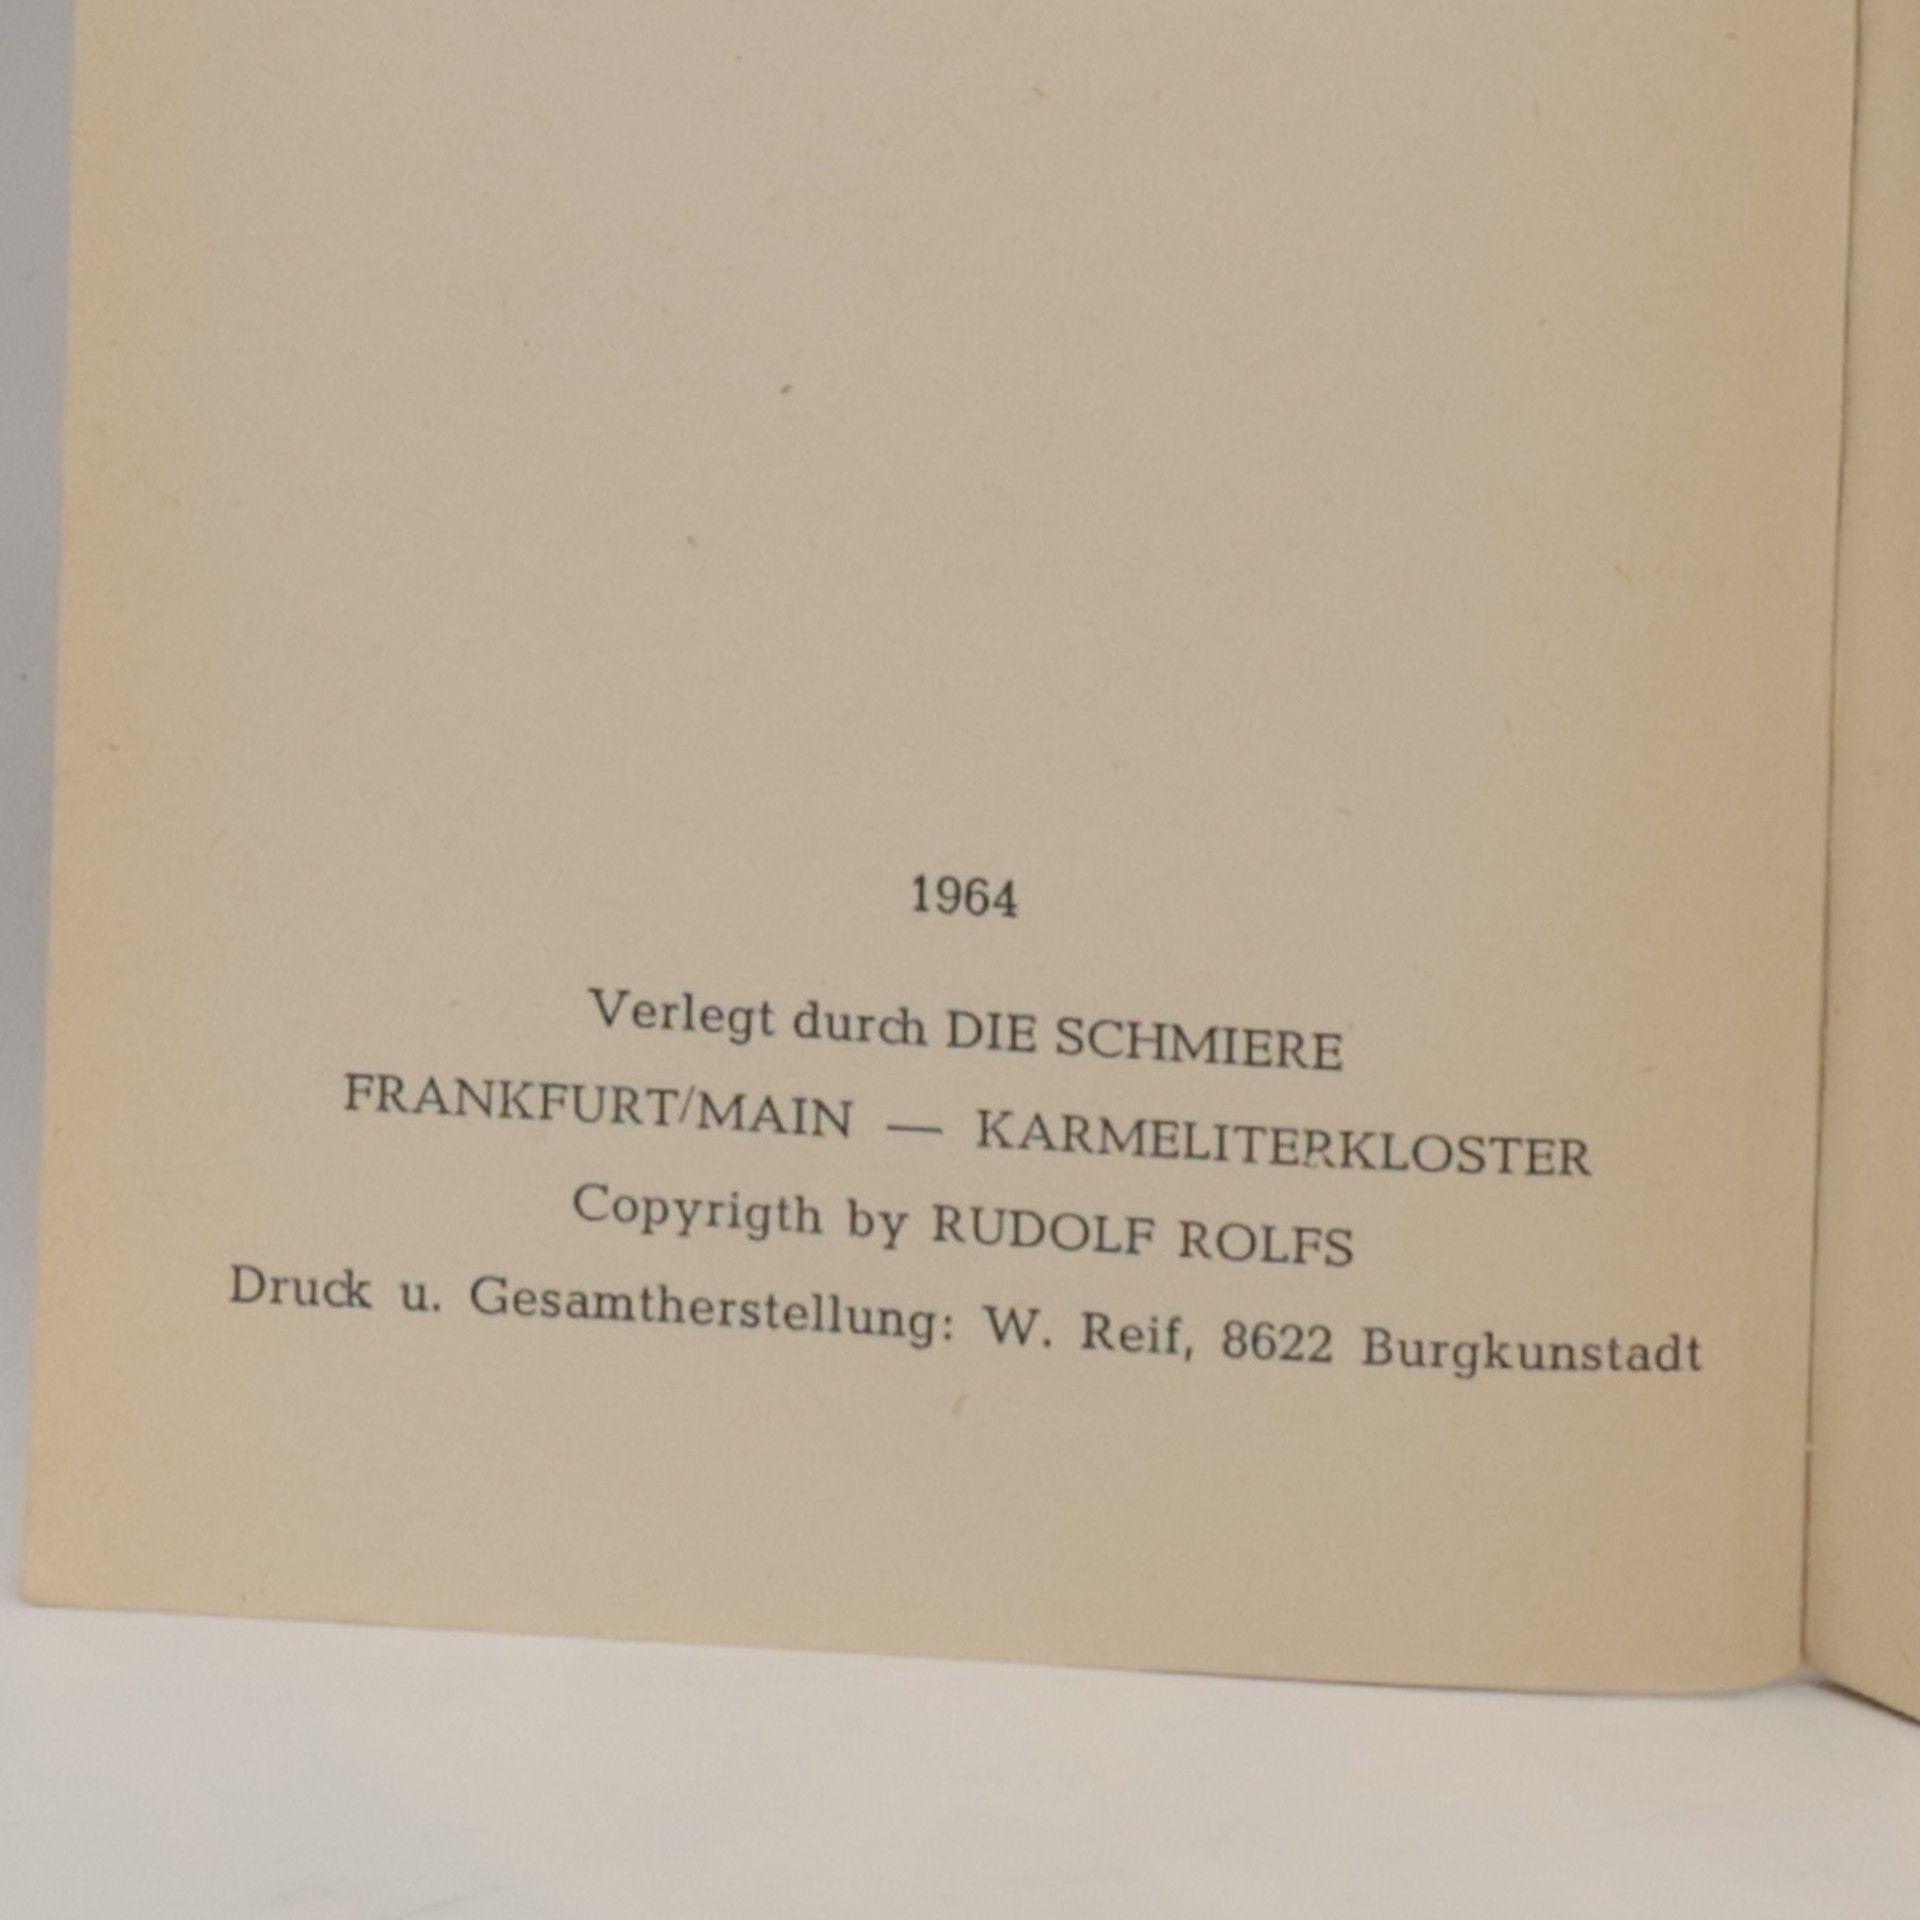 1964
Verlegt durch DIE SCHMIERE
FRANKFURT/MAIN — KARMELITERKLOSTER
Copyrigth by RUDOLF ROLFS
Druck u. Gesamtherstellung: W. Reif, 8622 Burgkunstadt